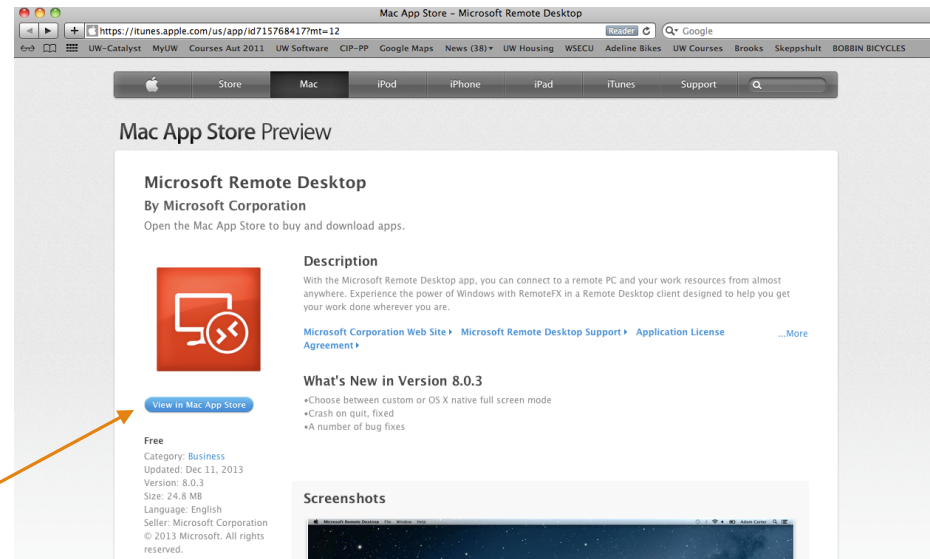 Mac App Store – Microsoft Remote Desktop
https://itunes.apple.com/us/app/id715768417?mt=12
Reader
Google
UW-Catalyst MyUW Courses Aut 2011 UW Software CIP-PP Google Maps News (38) UW Housing WSECU Adeline Bikes UW Courses Brooks Skeppshult BOBBIN BICYCLES
Store Mac iPod iPhone iPad iTunes Support
Mac App Store Preview
Microsoft Remote Desktop
By Microsoft Corporation
Open the Mac App Store to buy and download apps.
Description
With the Microsoft Remote Desktop app, you can connect to a remote PC and your work resources from almost
anywhere. Experience the power of Windows with RemoteFX in a Remote Desktop client designed to help you get
your work done wherever you are.
Microsoft Corporation Web Site Microsoft Remote Desktop Support Application License
Agreement
...More
What's New in Version 8.0.3
•Choose between custom or OS X native full screen mode
•Crash on quit, fixed
•A number of bug fixes
View in Mac App Store
Free
Category: Business
Updated: Dec 11, 2013
Version: 8.0.3
Size: 24.8 MB
Language: English
Seller: Microsoft Corporation
© 2013 Microsoft. All rights
reserved.
Screenshots
Microsoft Remote Desktop File Window Help
Adam Carter